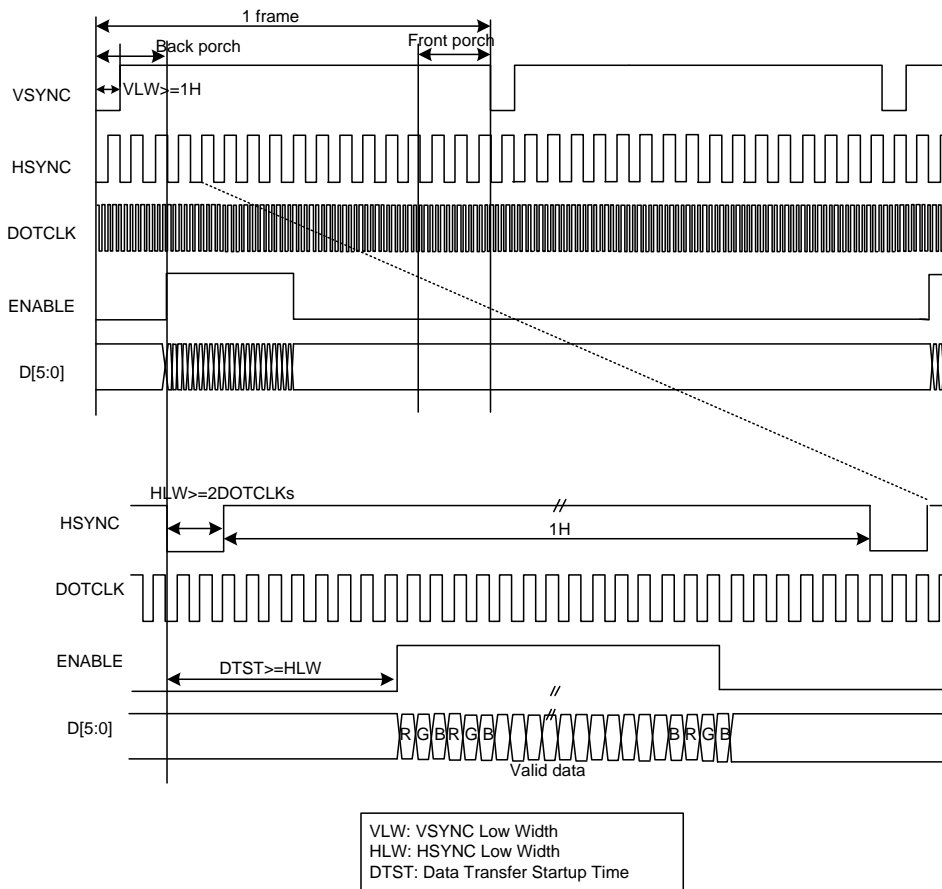 1 frame
Back porch
Front porch
VLW>=1H
VSYNC
HSYNC
DOTCLK
ENABLE
D[5:0]
HLW>=2DOTCLKs
//
HSYNC
1H
DOTCLK
DTST>=HLW
ENABLE
//
D[5:0]
//
R G B R G B B R G B
Valid data
VLW: VSYNC Low Width
HLW: HSYNC Low Width
DTST: Data Transfer Startup Time